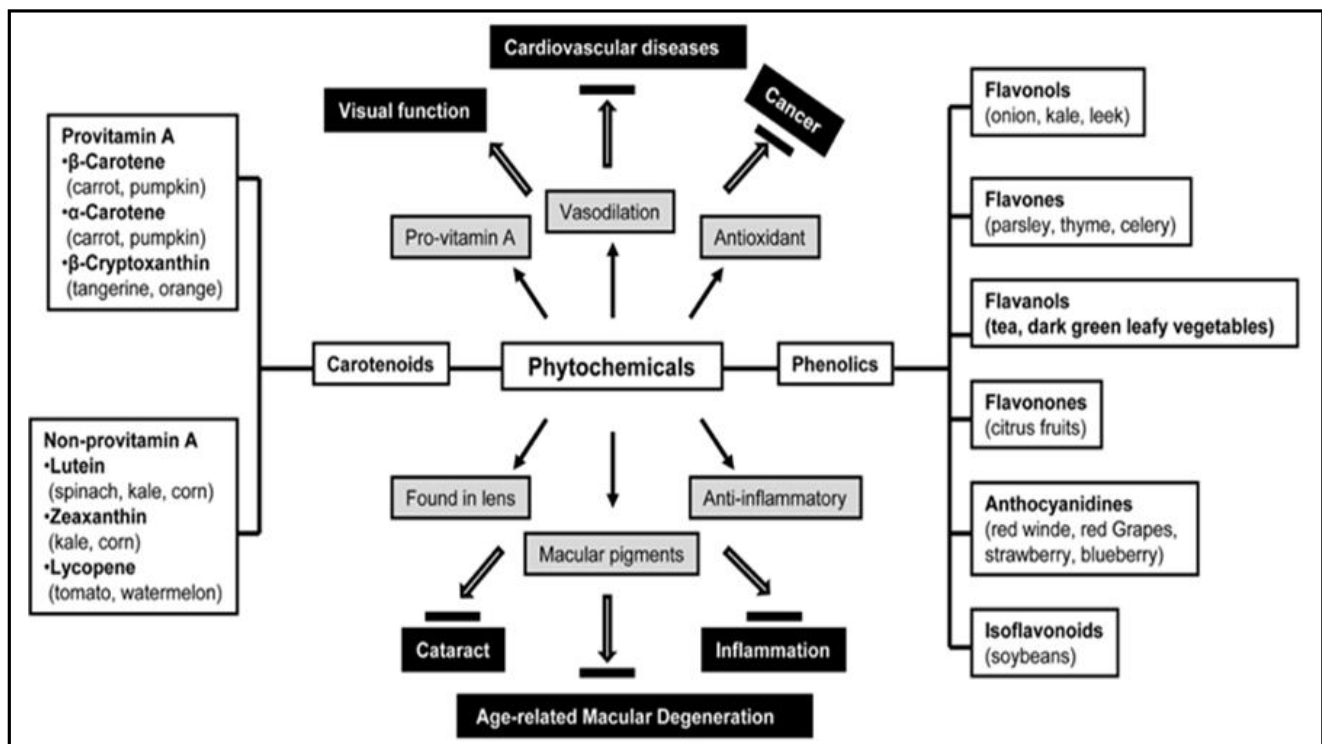 Cardiovascular diseases
Visual function
Cancer
Vasodilation
Pro-vitamin A
Antioxidant
Provitamin A
•β-Carotene
(carrot, pumpkin)
•α-Carotene
(carrot, pumpkin)
•β-Cryptoxanthin
(tangerine, orange)
Carotenoids
Phytochemicals
Phenolics
Non-provitamin A
•Lutein
(spinach, kale, corn)
•Zeaxanthin
(kale, corn)
•Lycopene
(tomato, watermelon)
Found in lens
Macular pigments
Anti-inflammatory
Cataract
Inflammation
Age-related Macular Degeneration
Flavonols
(onion, kale, leek)
Flavones
(parsley, thyme, celery)
Flavanols
(tea, dark green leafy vegetables)
Flavonones
(citrus fruits)
Anthocyanidines
(red winde, red Grapes,
strawberry, blueberry)
Isoflavonoids
(soybeans)